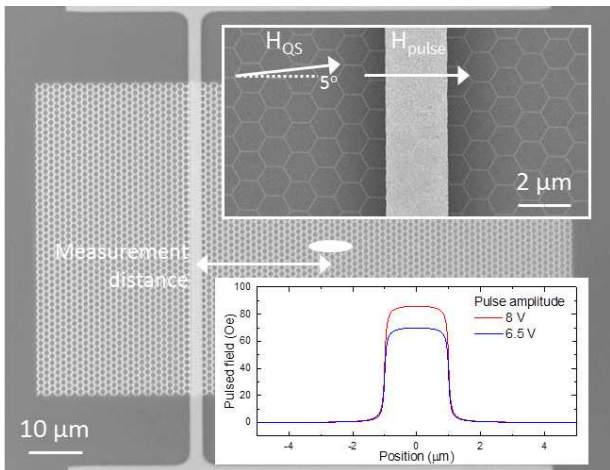 H_QS
H_pulse
5°
2 μm
Measurement
distance
10 μm
Pulsed field (Oe)
100
80
60
40
20
0
Pulse amplitude
8 V
6.5 V
-4
-2
0
2
4
Position (μm)